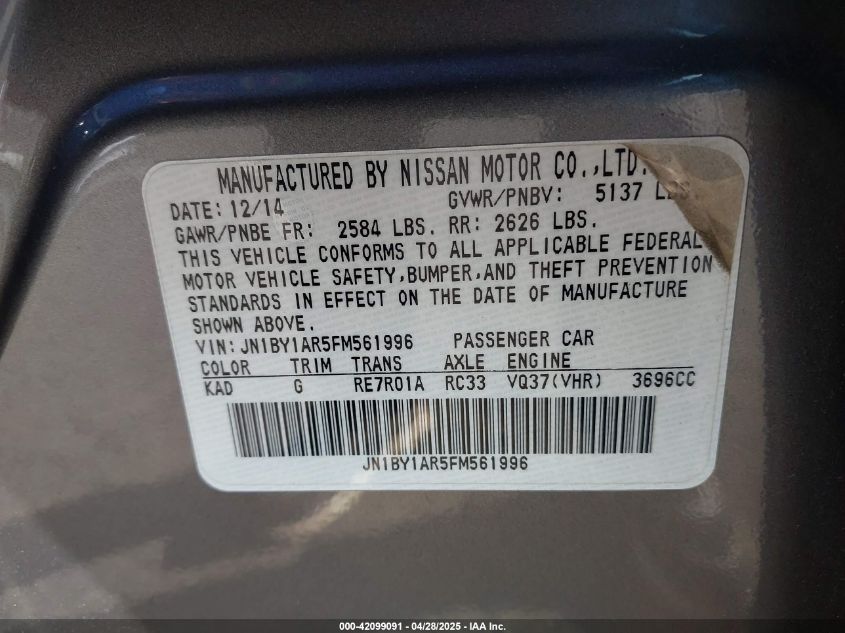 MANUFACTURED BY NISSAN MOTOR CO.,LTD.
DATE: 12/14 GVWR/PNBV: 5137 LBS.
GAWR/PNBE FR: 2584 LBS. RR: 2626 LBS.
THIS VEHICLE CONFORMS TO ALL APPLICABLE FEDERAL
MOTOR VEHICLE SAFETY,BUMPER,AND THEFT PREVENTION
STANDARDS IN EFFECT ON THE DATE OF MANUFACTURE
SHOWN ABOVE.
VIN:JN1BY1AR5FM561996 PASSENGER CAR
COLOR TRIM TRANS AXLE ENGINE
KAD G RE7R01A RC33 VQ37(VHR) 3696CC
JN1BY1AR5FM561996
000-42099091 - 04/28/2025 - IAA Inc.